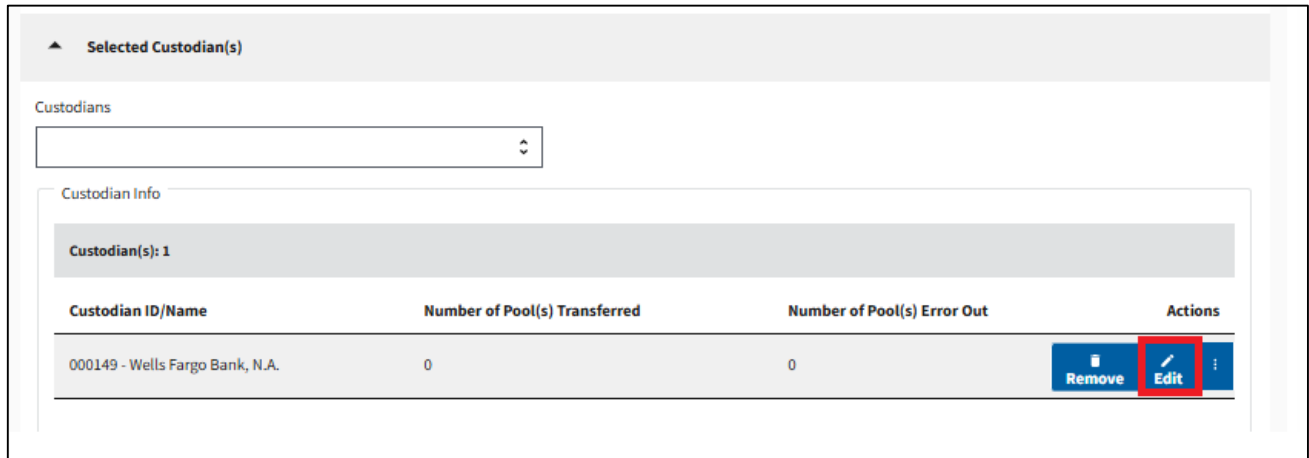 Selected Custodian(s)
Custodians
Custodian Info
Custodian(s): 1
Custodian ID/Name Number of Pool(s) Transferred Number of Pool(s) Error Out Actions
000149 - Wells Fargo Bank, N.A. 0 0 Remove Edit